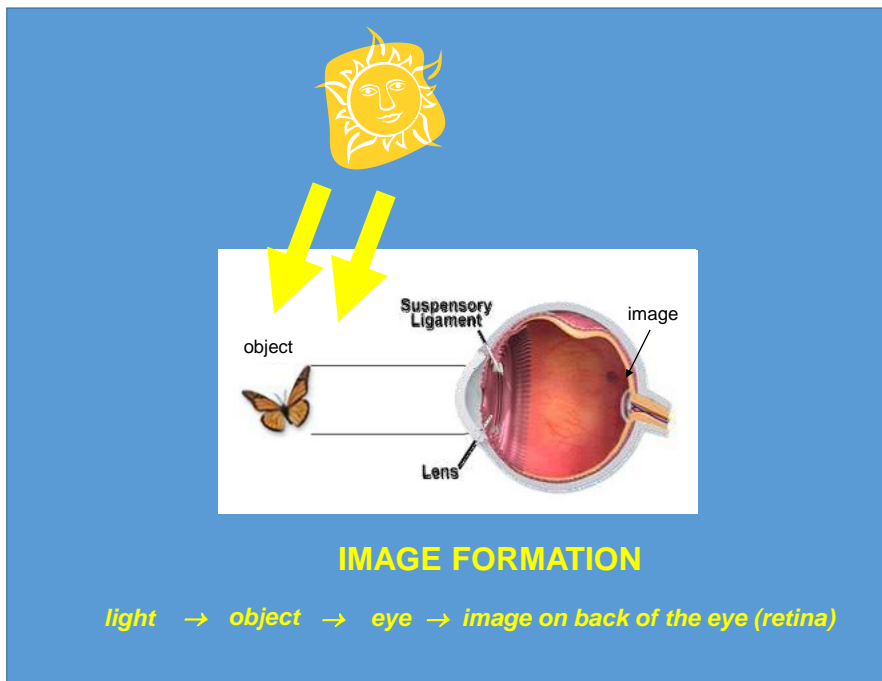 Suspensory
Ligament
image
object
Lens
IMAGE FORMATION
light → object → eye → image on back of the eye (retina)